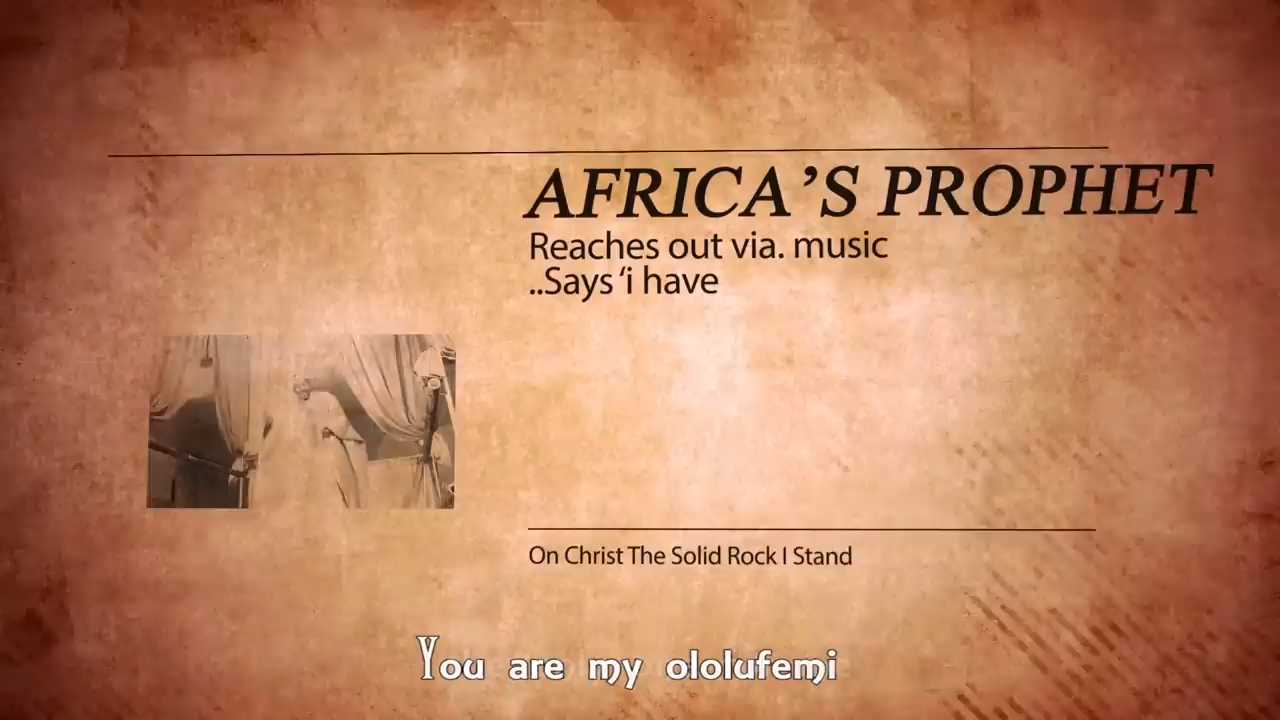 AFRICA'S PROPHET
Reaches out via. music
..Says ‘i have
On Christ The Solid Rock I Stand
You are my ololufemi